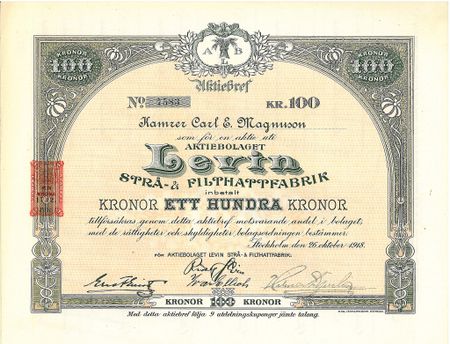 KRONOR KRONOR
100 100
KRONOR KRONOR
A B
L
Aktiebref
No 7583 KR. 100
Kamrer Carl E. Magnuson
som för en aktie uti
AKTIEBOLAGET
Levin
STRÅ- & FILTHATTFABRIK
inbetalt
KRONOR ETT HUNDRA KRONOR
tillförsäkras genom detta aktiebref motsvarande andel i bolaget,
med de rättigheter och skyldigheter bolagsordningen bestämmer.
Stockholm den 26 oktober 1918.
FÖR AKTIEBOLAGET LEVIN STRÅ- & FILTHATTFABRIK:
KRONOR 100 KRONOR
Med detta aktiebref följa 9 utdelningskuponger jämte talong.